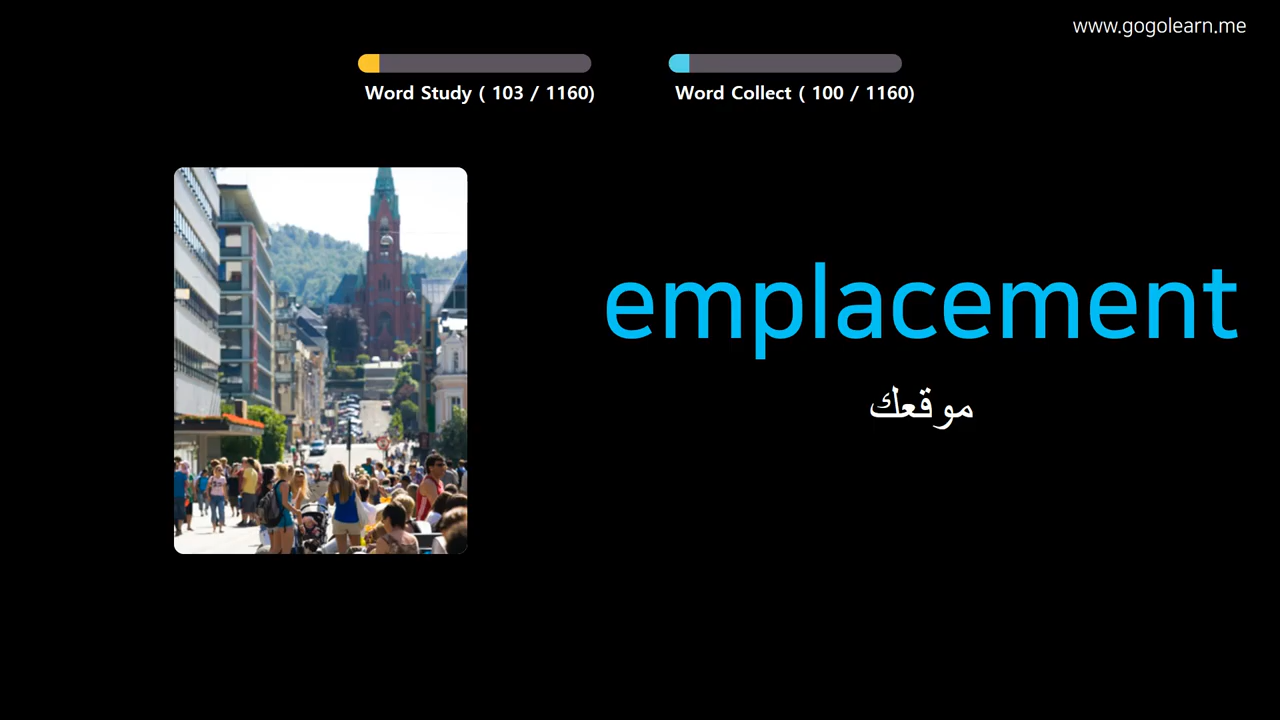 www.gogolearn.me
Word Study ( 103 / 1160)
Word Collect ( 100 / 1160)
emplacement
موقعك